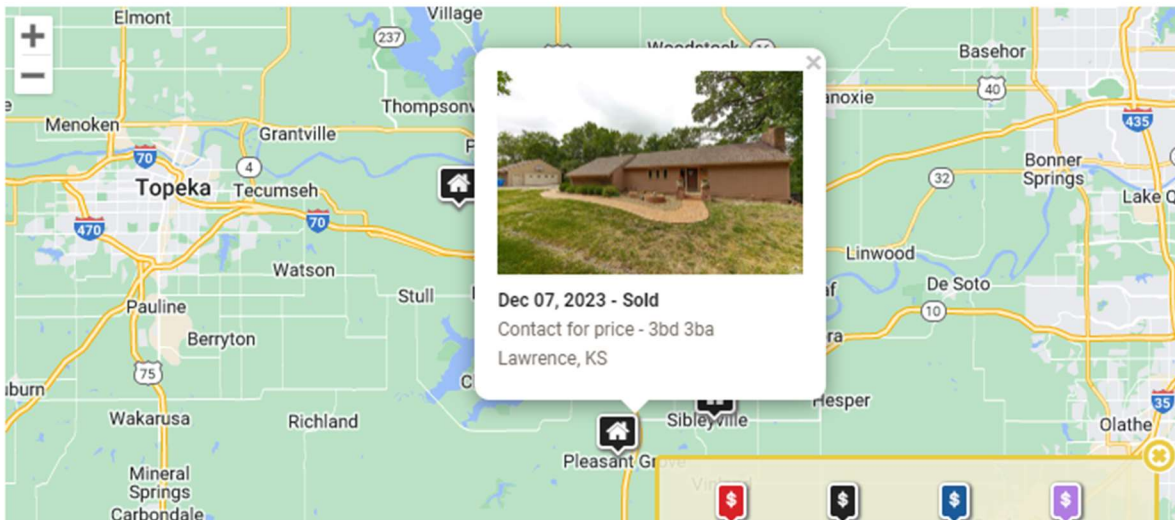 Elmont
Village
237
Woodstock
16
Basehor
40
Thompsonv
anoxie
Menoken
Grantville
435
70
4
Bonner
Springs
Topeka
Tecumseh
32
Lake Q
470
70
Watson
Linwood
Stull
De Soto
Dec 07, 2023 - Sold
Pauline
10
Contact for price - 3bd 3ba
Berryton
Lawrence, KS
75
burn
Wakarusa
Richland
Sibleyville
Hesper
35
Olathe
Pleasant Grove
Mineral
Springs
Carbondale
$
$
$
$